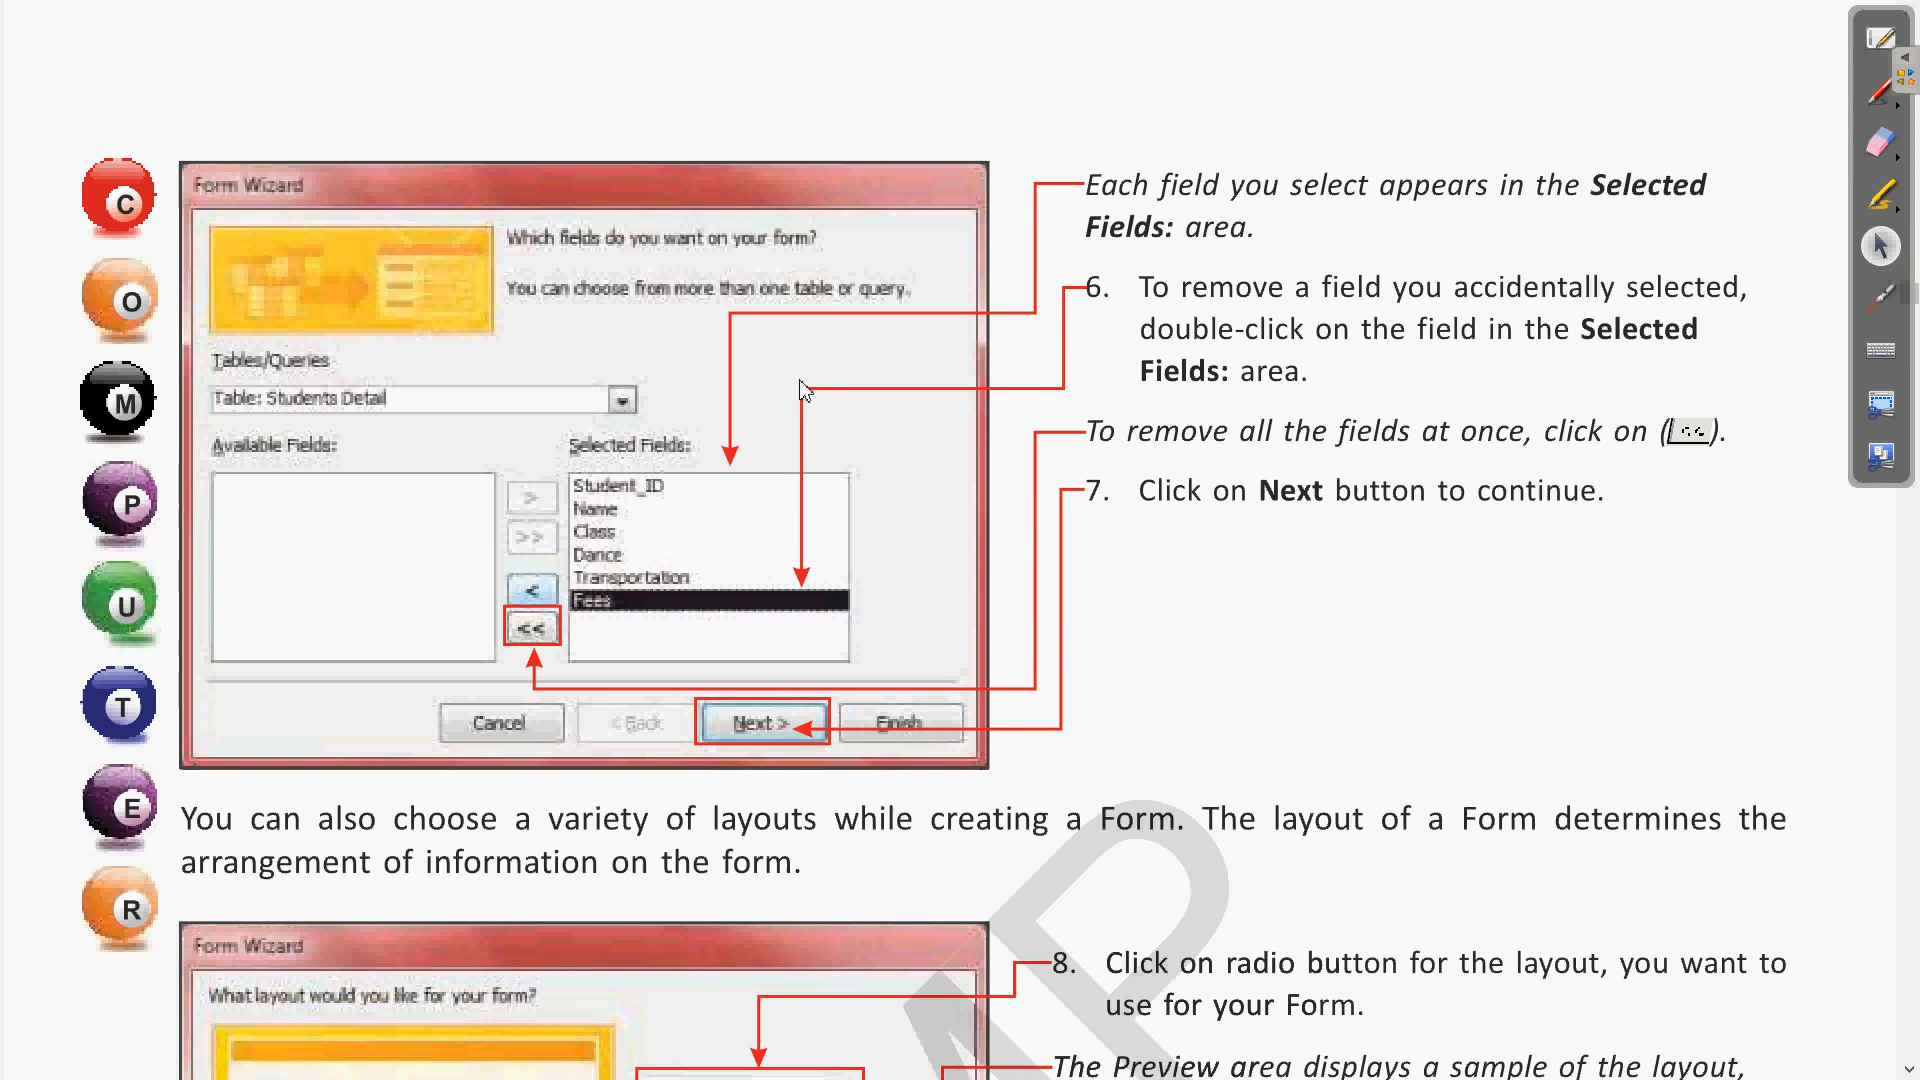 C
O
M
P
U
T
E
R
Form Wizard
Which fields do you want on your form?
You can choose from more than one table or query.
Tables/Queries
Table: Students Detail
Available Fields:
Selected Fields:
>
>>
<
<<
Student_ID
Name
Class
Dance
Transportation
Fees
Cancel
< Back
Next >
Finish
Each field you select appears in the Selected
Fields: area.
6. To remove a field you accidentally selected,
double-click on the field in the Selected
Fields: area.
To remove all the fields at once, click on (<<).
7. Click on Next button to continue.
You can also choose a variety of layouts while creating a Form. The layout of a Form determines the
arrangement of information on the form.
Form Wizard
What layout would you like for your form?
8. Click on radio button for the layout, you want to
use for your Form.
The Preview area displays a sample of the layout,
MP